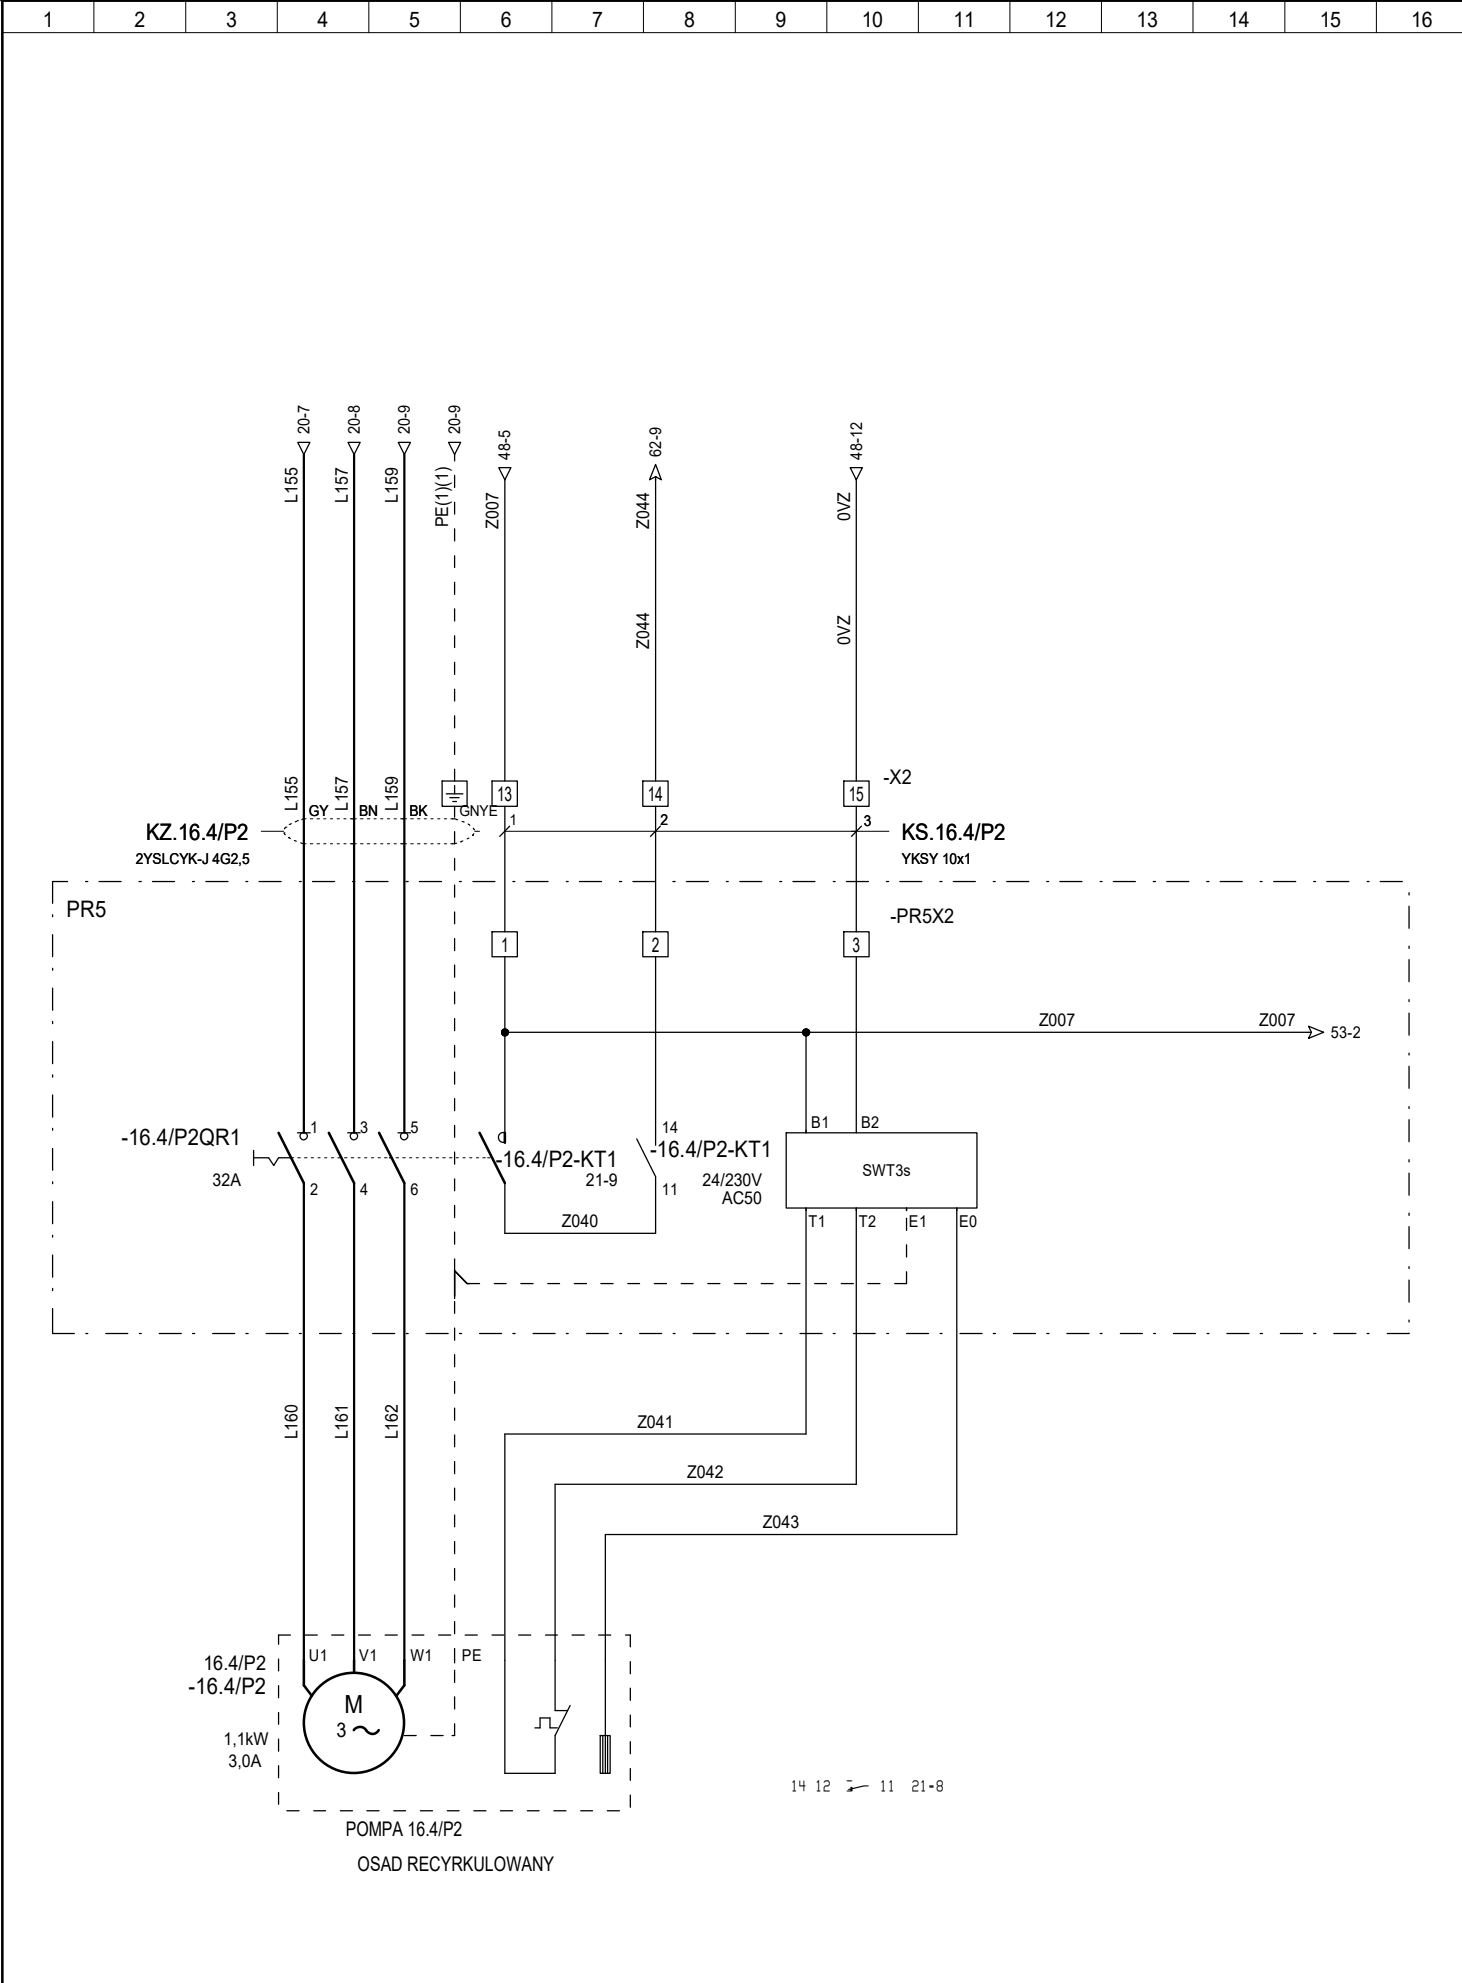 1 2 3 4 5 6 7 8 9 10 11 12 13 14 15 16
20-7 20-8 20-9 20-9 48-5 62-9 48-12
L155 L157 L159 PE(1)(1) Z007 Z044 0VZ
Z044 0VZ
L155 L157 L159 13 14 15 -X2
GY BN BK GNYE 1 2 3
KZ.16.4/P2 KS.16.4/P2
2YSLCYK-J 4G2,5 YKSY 10x1
PR5 -PR5X2
1 2 3
Z007 Z007 53-2
1 3 5 14 B1 B2
-16.4/P2QR1 -16.4/P2-KT1 -16.4/P2-KT1 SWT3s
32A 21-9 24/230V
2 4 6 11 AC50
Z040 T1 T2 E1 E0
L160 L161 L162 Z041
Z042
Z043
16.4/P2 U1 V1 W1 PE
-16.4/P2
M
3
1,1kW
3,0A
14 12 11 21-8
POMPA 16.4/P2
OSAD RECYRKULOWANY